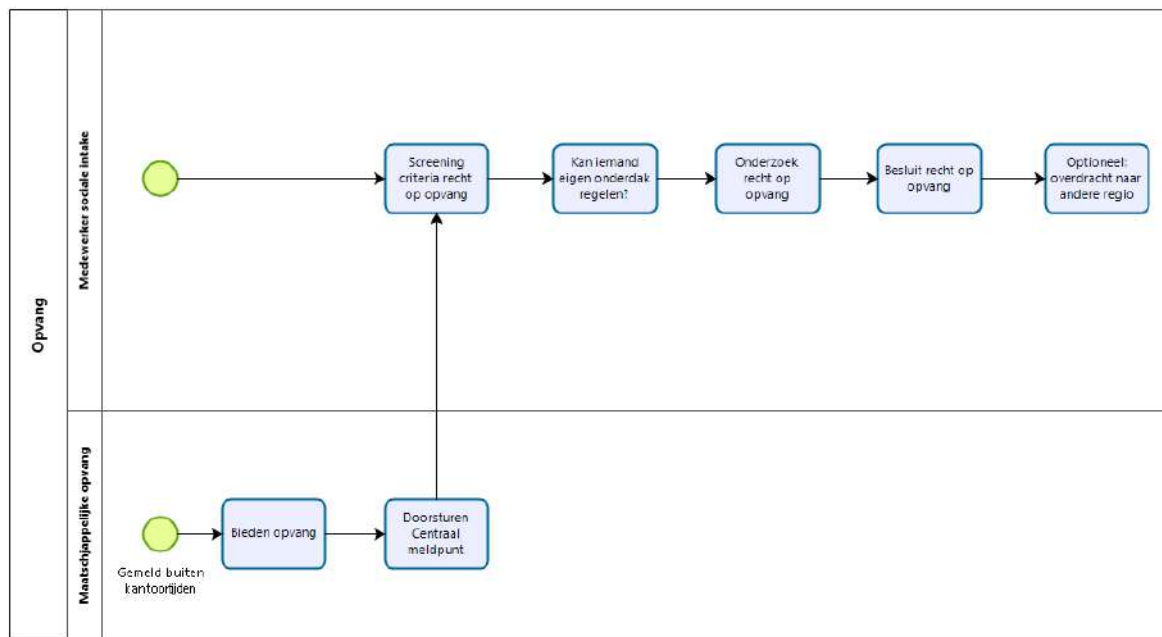 Opvang
Medewerker sociale intake
Screening
criteria recht
op opvang
Kan iemand
eigen onderdak
regelen?
Onderzoek
recht op
opvang
Besluit recht op
opvang
Optioneel:
overdracht naar
andere regio
Maatschjappelijke opvang
Gemeld buiten
kantoortijden
Bieden opvang
Doorsturen
Centraal
meldpunt